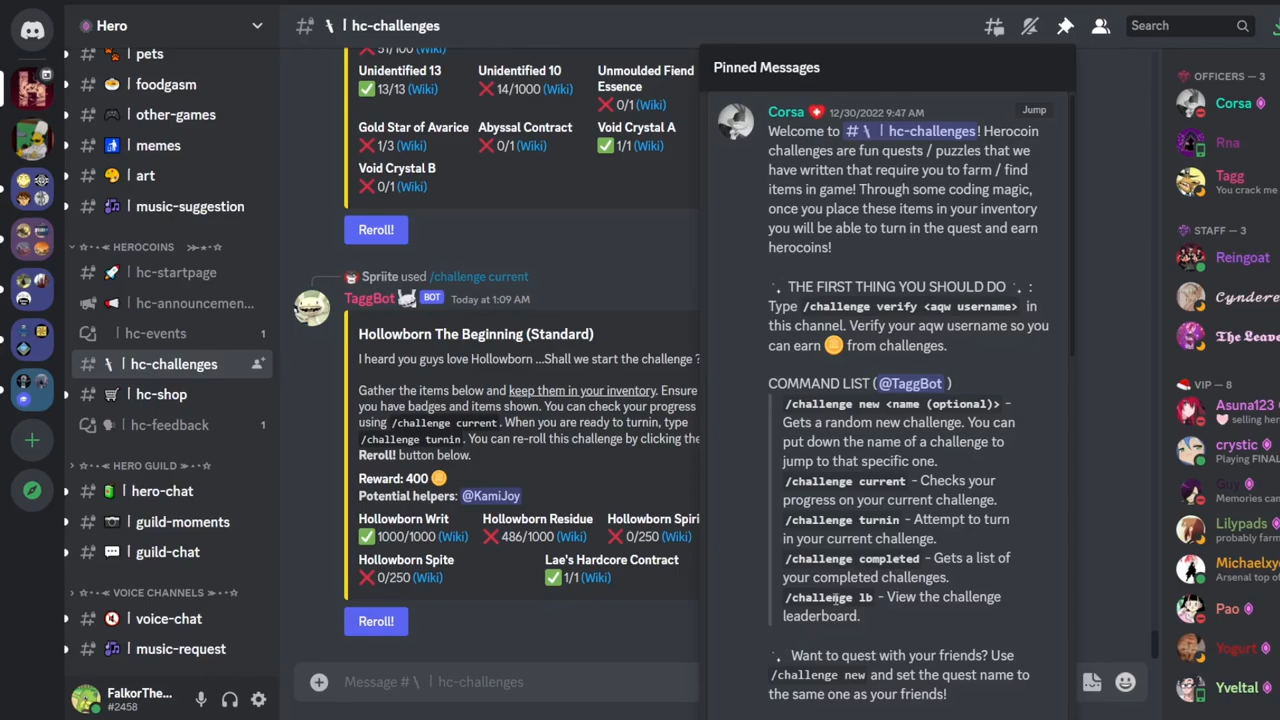 Hero
pets
foodgasm
other-games
memes
art
music-suggestion
HEROCOINS
hc-startpage
hc-announcemen...
hc-events 1
hc-challenges
hc-shop
hc-feedback 1
HERO GUILD
hero-chat
guild-moments
guild-chat
VOICE CHANNELS
voice-chat
music-request
FalkorThe...
#2458
hc-challenges
Search
51/100 (Wiki)
Unidentified 13 Unidentified 10 Unmoulded Fiend
Essence
13/13 (Wiki) 14/1000 (Wiki)
0/1 (Wiki)
Gold Star of Avarice Abyssal Contract Void Crystal A
1/3 (Wiki) 0/1 (Wiki) 1/1 (Wiki)
Void Crystal B
0/1 (Wiki)
Reroll!
Spriite used /challenge current
TaggBot BOT Today at 1:09 AM
Hollowborn The Beginning (Standard)
I heard you guys love Hollowborn ...Shall we start the challenge ?
Gather the items below and keep them in your inventory. Ensure
you have badges and items shown. You can check your progress
using /challenge current. When you are ready to turnin, type
/challenge turnin. You can re-roll this challenge by clicking the
Reroll! button below.
Reward: 400
Potential helpers: @KamiJoy
Hollowborn Writ Hollowborn Residue Hollowborn Spiri
1000/1000 (Wiki) 486/1000 (Wiki) 0/250 (Wiki)
Hollowborn Spite Lae's Hardcore Contract
0/250 (Wiki) 1/1 (Wiki)
Reroll!
Message # \ | hc-challenges
Pinned Messages
Corsa 12/30/2022 9:47 AM Jump
Welcome to # \ | hc-challenges! Herocoin
challenges are fun quests / puzzles that we
have written that require you to farm / find
items in game! Through some coding magic,
once you place these items in your inventory
you will be able to turn in the quest and earn
herocoins!
THE FIRST THING YOU SHOULD DO :
Type /challenge verify <aqw username> in
this channel. Verify your aqw username so you
can earn from challenges.
COMMAND LIST ( @TaggBot )
/challenge new <name (optional)> -
Gets a random new challenge. You can
put down the name of a challenge to
jump to that specific one.
/challenge current - Checks your
progress on your current challenge.
/challenge turnin - Attempt to turn
in your current challenge.
/challenge completed - Gets a list of
your completed challenges.
/challenge lb - View the challenge
leaderboard.
Want to quest with your friends? Use
/challenge new and set the quest name to
the same one as your friends!
OFFICERS — 3
Corsa
Rna
Tagg
You crack me
STAFF — 3
Reingoat
Cyndere
The Leave
VIP — 8
Asuna123
selling her
crystic
Playing FINAL
Guy
Memories can
Lilypads
probably farm
Michaelxy
Arsenal top of
Pao
Yogurt
Yveltal